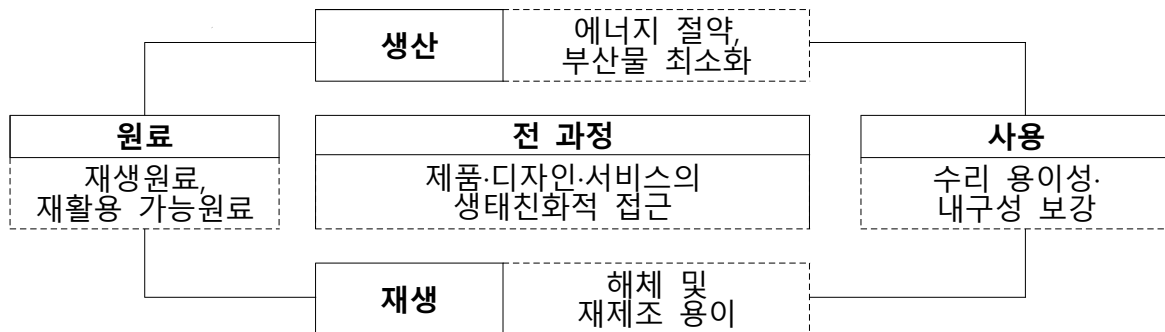 생산
에너지 절약,
부산물 최소화
원료
재생원료,
재활용 가능원료
전 과정
제품·디자인·서비스의
생태친화적 접근
사용
수리 용이성·
내구성 보강
재생
해체 및
재제조 용이